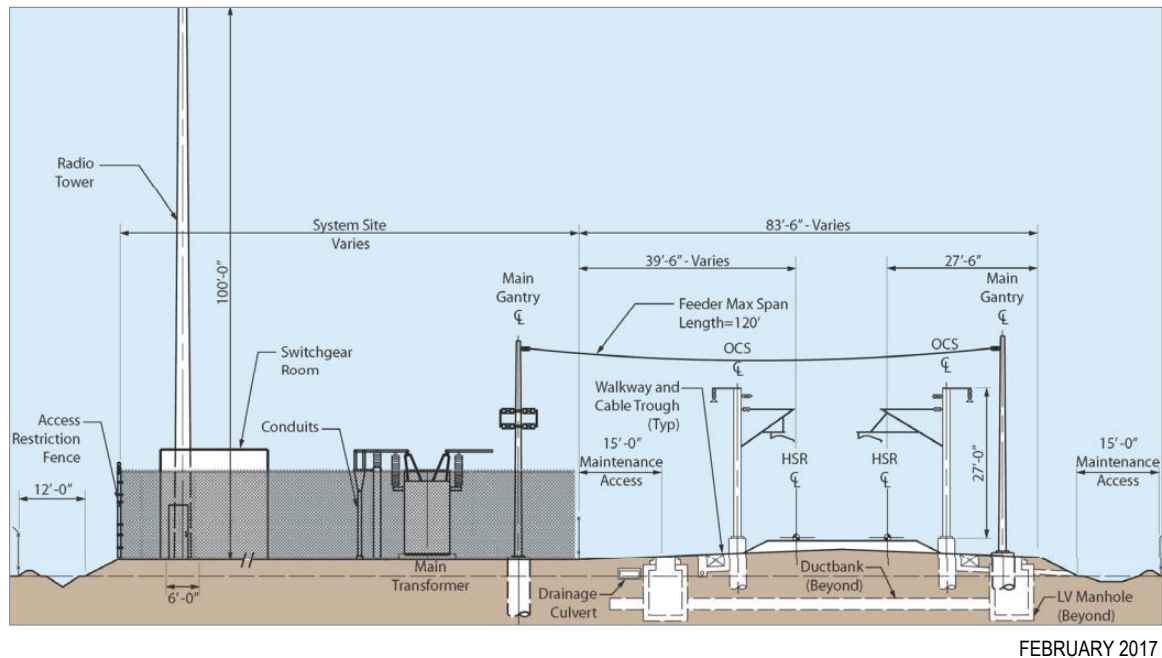 Radio
Tower
100'-0"
System Site
Varies
83'-6" - Varies
39'-6" - Varies
27'-6"
Main
Gantry
℄
Feeder Max Span
Length=120'
Main
Gantry
℄
OCS
℄
OCS
℄
Switchgear
Room
Walkway and
Cable Trough
(Typ)
Access
Restriction
Fence
Conduits
15'-0"
Maintenance
Access
HSR
℄
HSR
℄
27'-0"
15'-0"
Maintenance
Access
12'-0"
6'-0"
Main
Transformer
Drainage
Culvert
Ductbank
(Beyond)
LV Manhole
(Beyond)
FEBRUARY 2017